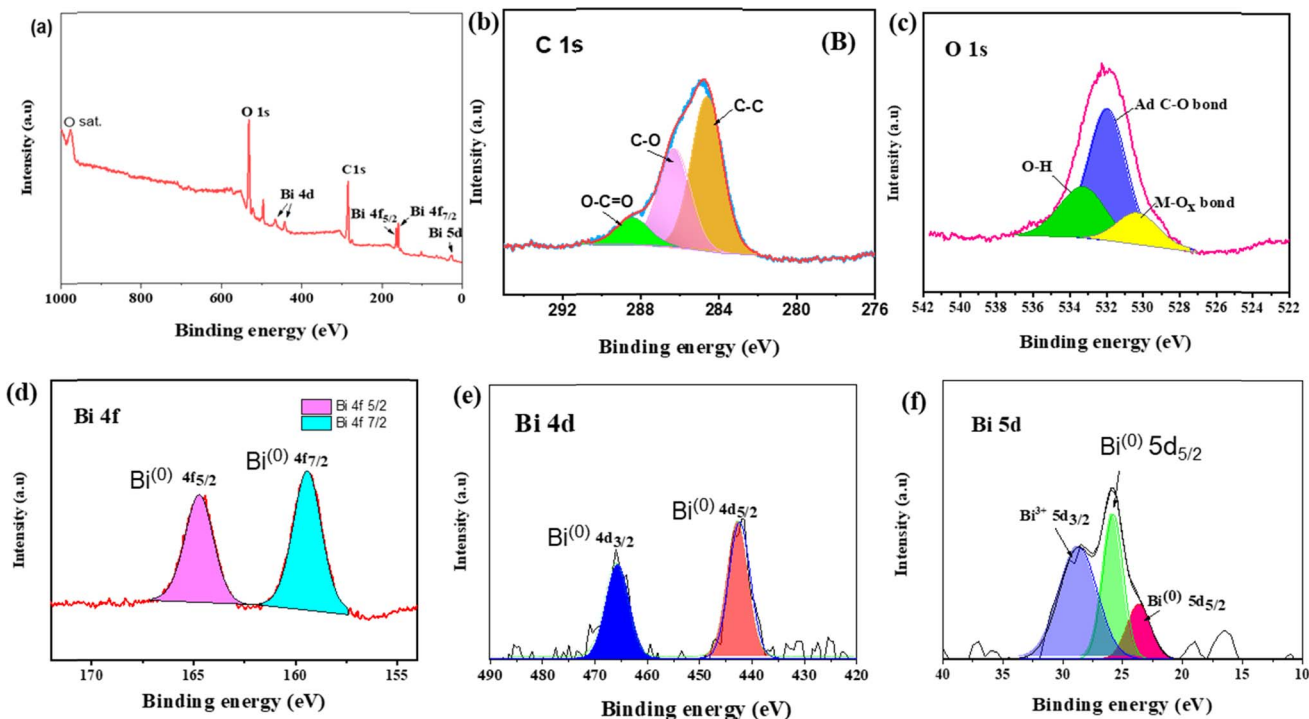 (a)
O sat.
O 1s
Bi 4d
C1s
Bi 4f5/2
Bi 4f7/2
Bi 5d
Intensity (a.u)
1000 800 600 400 200 0
Binding energy (eV)
(b)
C 1s
(B)
C-C
C-O
O-C=O
Intensity (a.u)
292 288 284 280 276
Binding energy (eV)
(c)
O 1s
Ad C-O bond
O-H
M-Ox bond
Intensity (a.u)
542 540 538 536 534 532 530 528 526 524 522
Binding energy (eV)
(d)
Bi 4f
Bi 4f 5/2
Bi 4f 7/2
Bi(0) 4f5/2
Bi(0) 4f7/2
Intensity (a.u)
170 165 160 155
Binding energy (eV)
(e)
Bi 4d
Bi(0) 4d3/2
Bi(0) 4d5/2
Intensity (a.u)
490 480 470 460 450 440 430 420
Binding energy (eV)
(f)
Bi 5d
Bi(0) 5d5/2
Bi3+ 5d3/2
Bi(0) 5d5/2
Intensity (a.u)
40 35 30 25 20 15 10
Binding energy (eV)